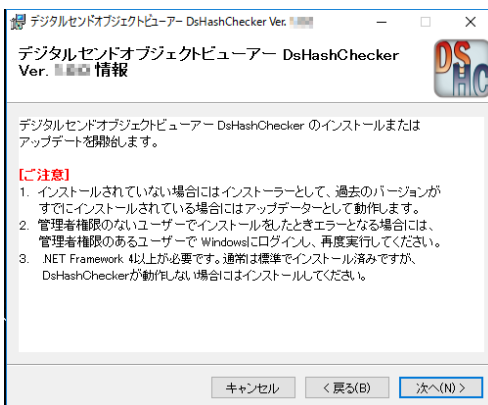 デジタルセンドオブジェクトビューアー DsHashChecker Ver.
デジタルセンドオブジェクトビューアー DsHashChecker
Ver. 情報
DS
HC
デジタルセンドオブジェクトビューアー DsHashChecker のインストールまたは
アップデートを開始します。
【ご注意】
1. インストールされていない場合にはインストーラーとして、過去のバージョンが
すでにインストールされている場合にはアップデーターとして動作します。
2. 管理者権限のないユーザーでインストールをしたときエラーとなる場合には、
管理者権限のあるユーザーで Windowsにログインし、再度実行してください。
3. .NET Framework 4以上が必要です。通常は標準でインストール済みですが、
DsHashCheckerが動作しない場合にはインストールしてください。
キャンセル
< 戻る(B)
次へ(N) >